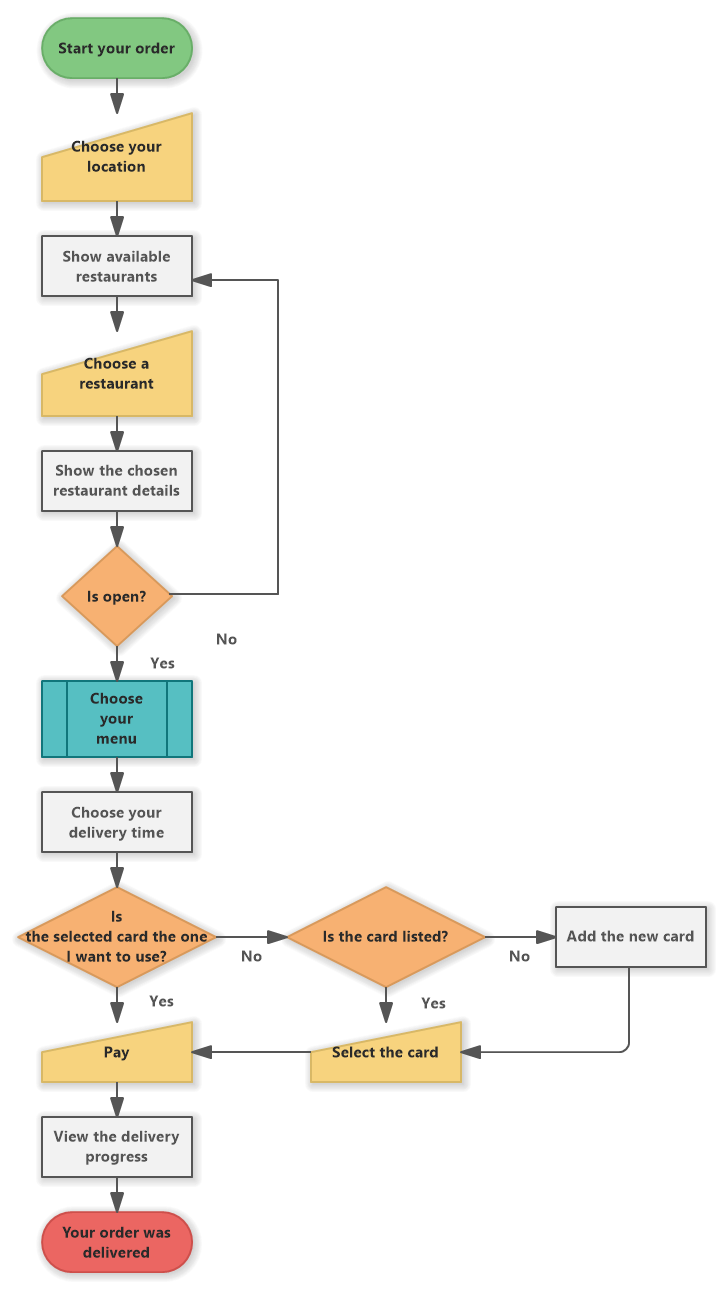 Start your order
Choose your
location
Show available
restaurants
Choose a
restaurant
Show the chosen
restaurant details
Is open?
No
Yes
Choose
your
menu
Choose your
delivery time
Is
the selected card the one
I want to use?
No
Is the card listed?
No
Add the new card
Yes
Yes
Pay
Select the card
View the delivery
progress
Your order was
delivered